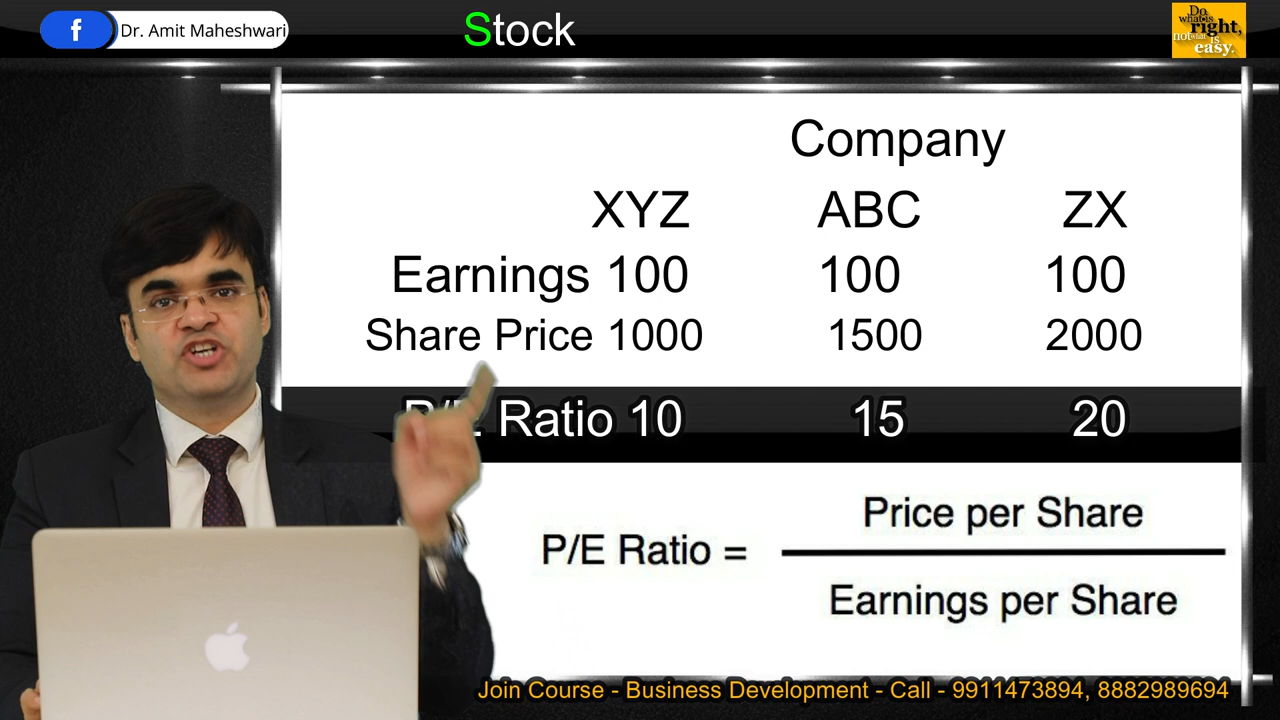 f Dr. Amit Maheshwari
Stock
Do
what is
right,
not what is
easy.
Company
XYZ ABC ZX
Earnings 100 100 100
Share Price 1000 1500 2000
P/E Ratio 10 15 20
P/E Ratio = Price per Share
Earnings per Share
Join Course - Business Development - Call - 9911473894, 8882989694